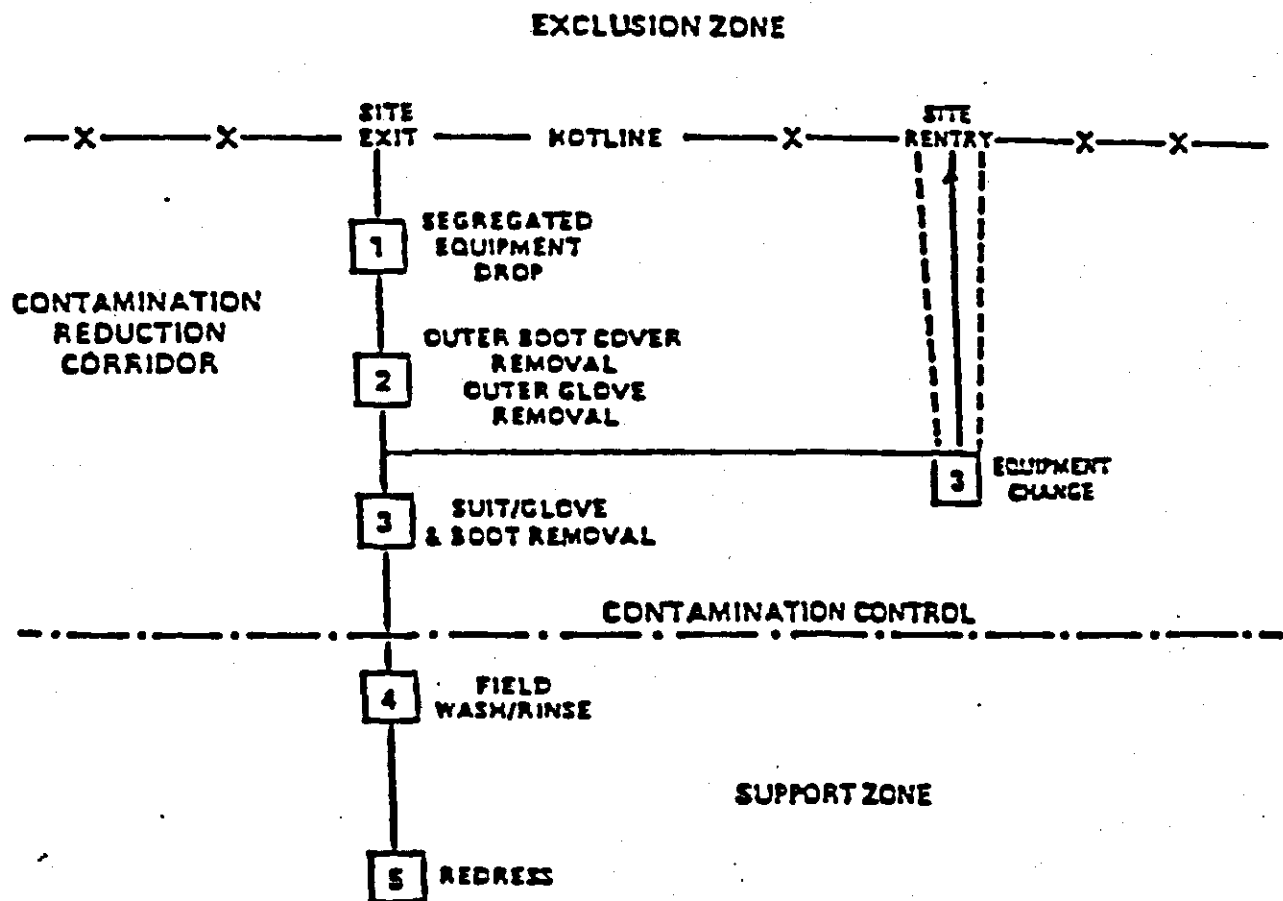 EXCLUSION ZONE
SITE
EXIT
HOTLINE
X
X
X
SITE
RENTRY
X
X
1
SEGREGATED
EQUIPMENT
DROP
CONTAMINATION
REDUCTION
CORRIDOR
2
OUTER BOOT COVER
REMOVAL
OUTER GLOVE
REMOVAL
3
EQUIPMENT
CHANGE
3
SUIT/GLOVE
& BOOT REMOVAL
CONTAMINATION CONTROL
4
FIELD
WASH/RINSE
SUPPORT ZONE
5
REDRESS